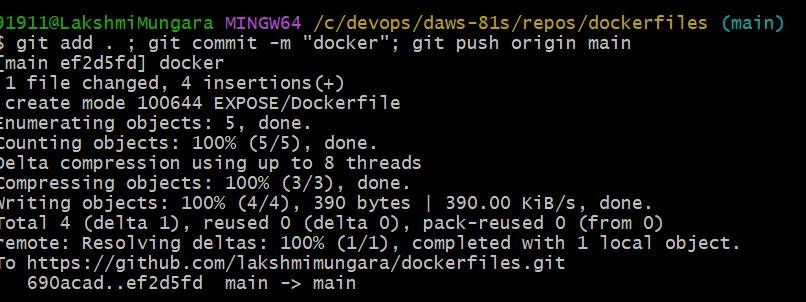 91911@LakshmiMungara MINGW64 /c/devops/daws-81s/repos/dockerfiles (main)
$ git add . ; git commit -m "docker"; git push origin main
[main ef2d5fd] docker
1 file changed, 4 insertions(+)
create mode 100644 EXPOSE/Dockerfile
Enumerating objects: 5, done.
Counting objects: 100% (5/5), done.
Delta compression using up to 8 threads
Compressing objects: 100% (3/3), done.
Writing objects: 100% (4/4), 390 bytes | 390.00 KiB/s, done.
Total 4 (delta 1), reused 0 (delta 0), pack-reused 0 (from 0)
remote: Resolving deltas: 100% (1/1), completed with 1 local object.
To https://github.com/lakshmimungara/dockerfiles.git
690acad..ef2d5fd  main -> main